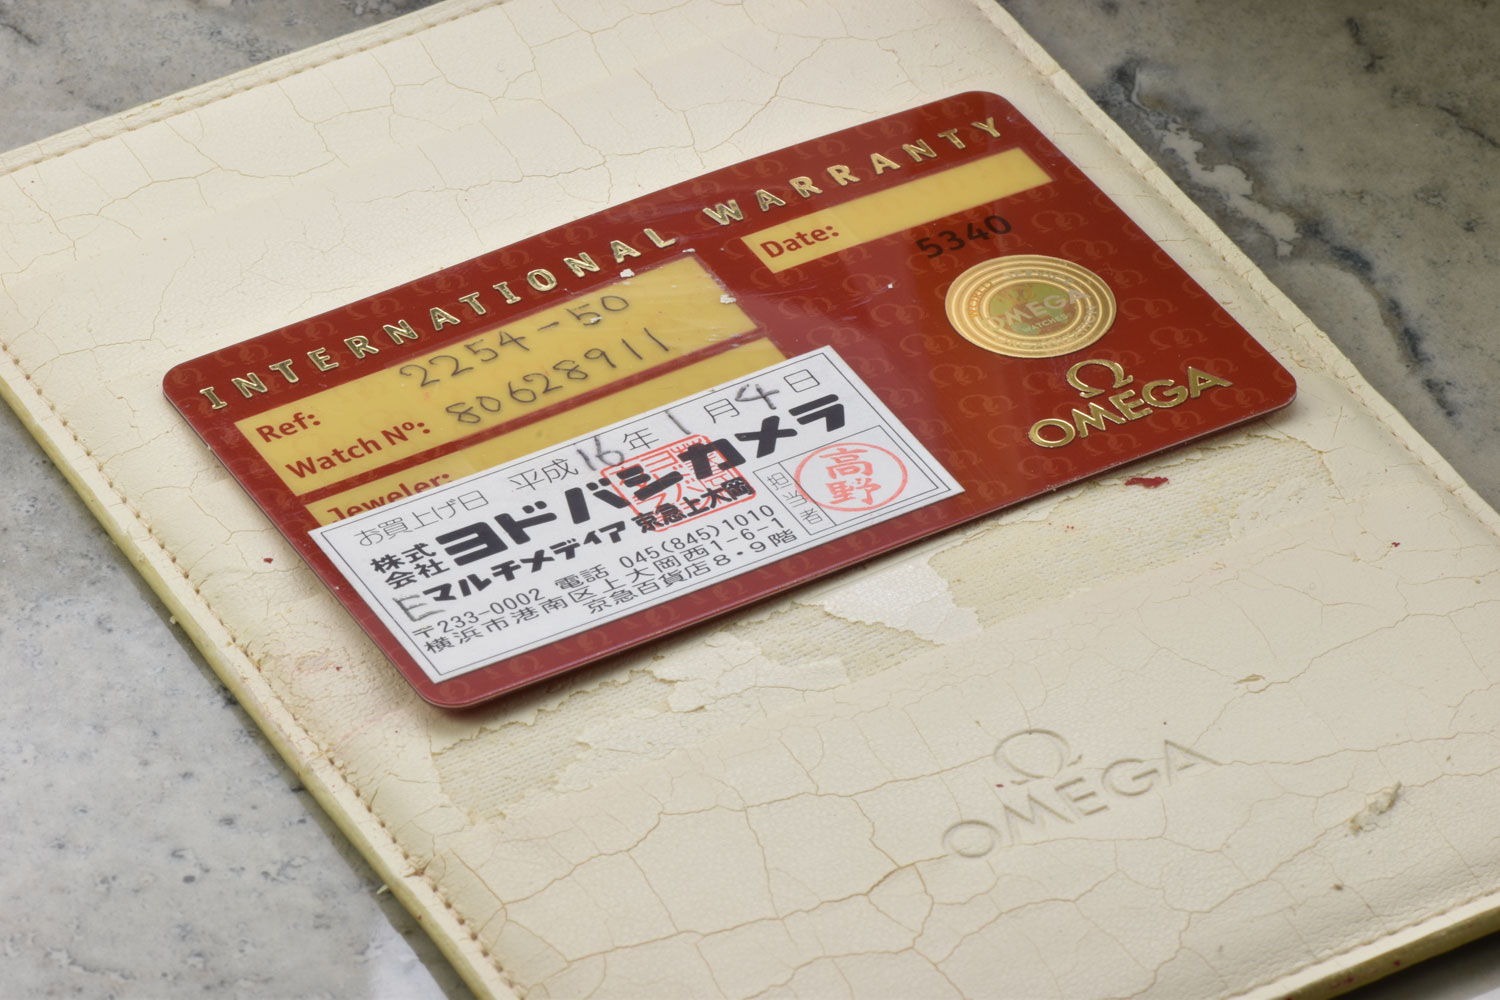 INTERNATIONAL WARRANTY
Ref: 2254-50
Watch Nº: 80628911
Jeweler:
Date:
5340
OMEGA
WATCHES
Ω
OMEGA
お買上げ日 平成16年1月4日
株式会社 ヨドバシカメラ
Eマルチメディア京急上大岡
〒233-0002 電話 045(845)1010
横浜市港南区上大岡西1-6-1
京急百貨店8・9階
担当者
高野
Ω
OMEGA